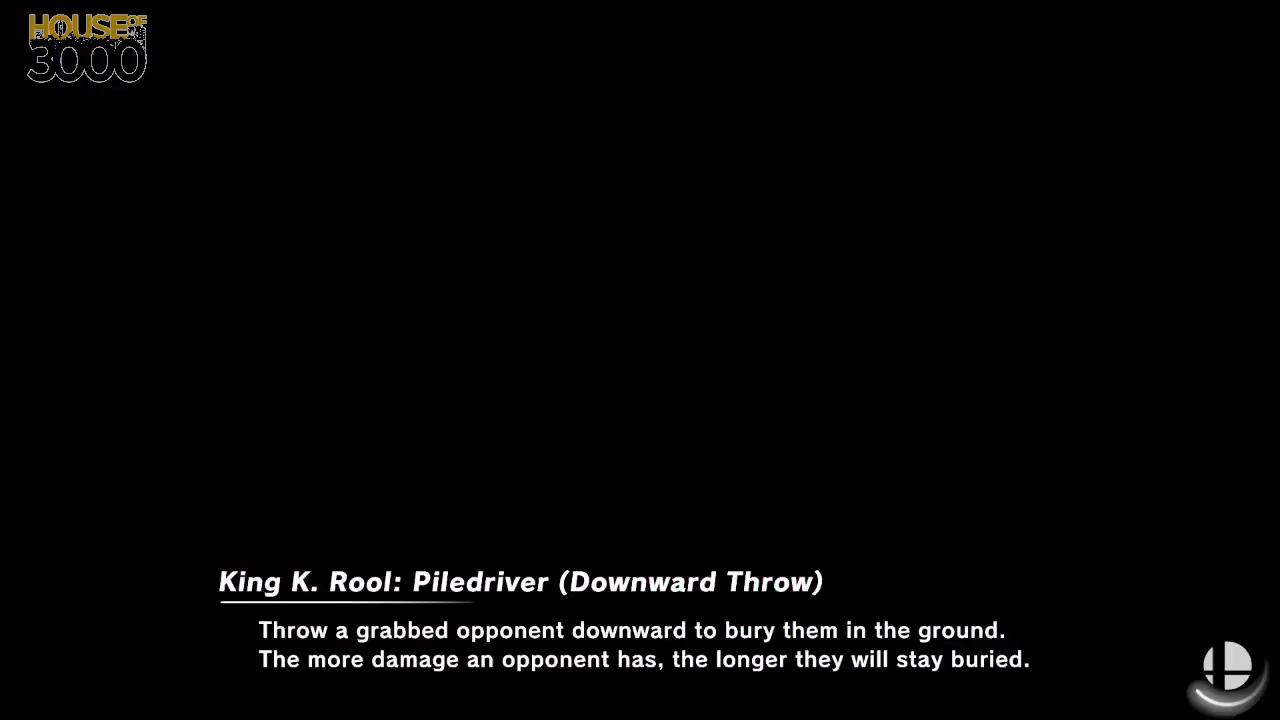 HOUSE OF
3000
King K. Rool: Piledriver (Downward Throw)
Throw a grabbed opponent downward to bury them in the ground.
The more damage an opponent has, the longer they will stay buried.